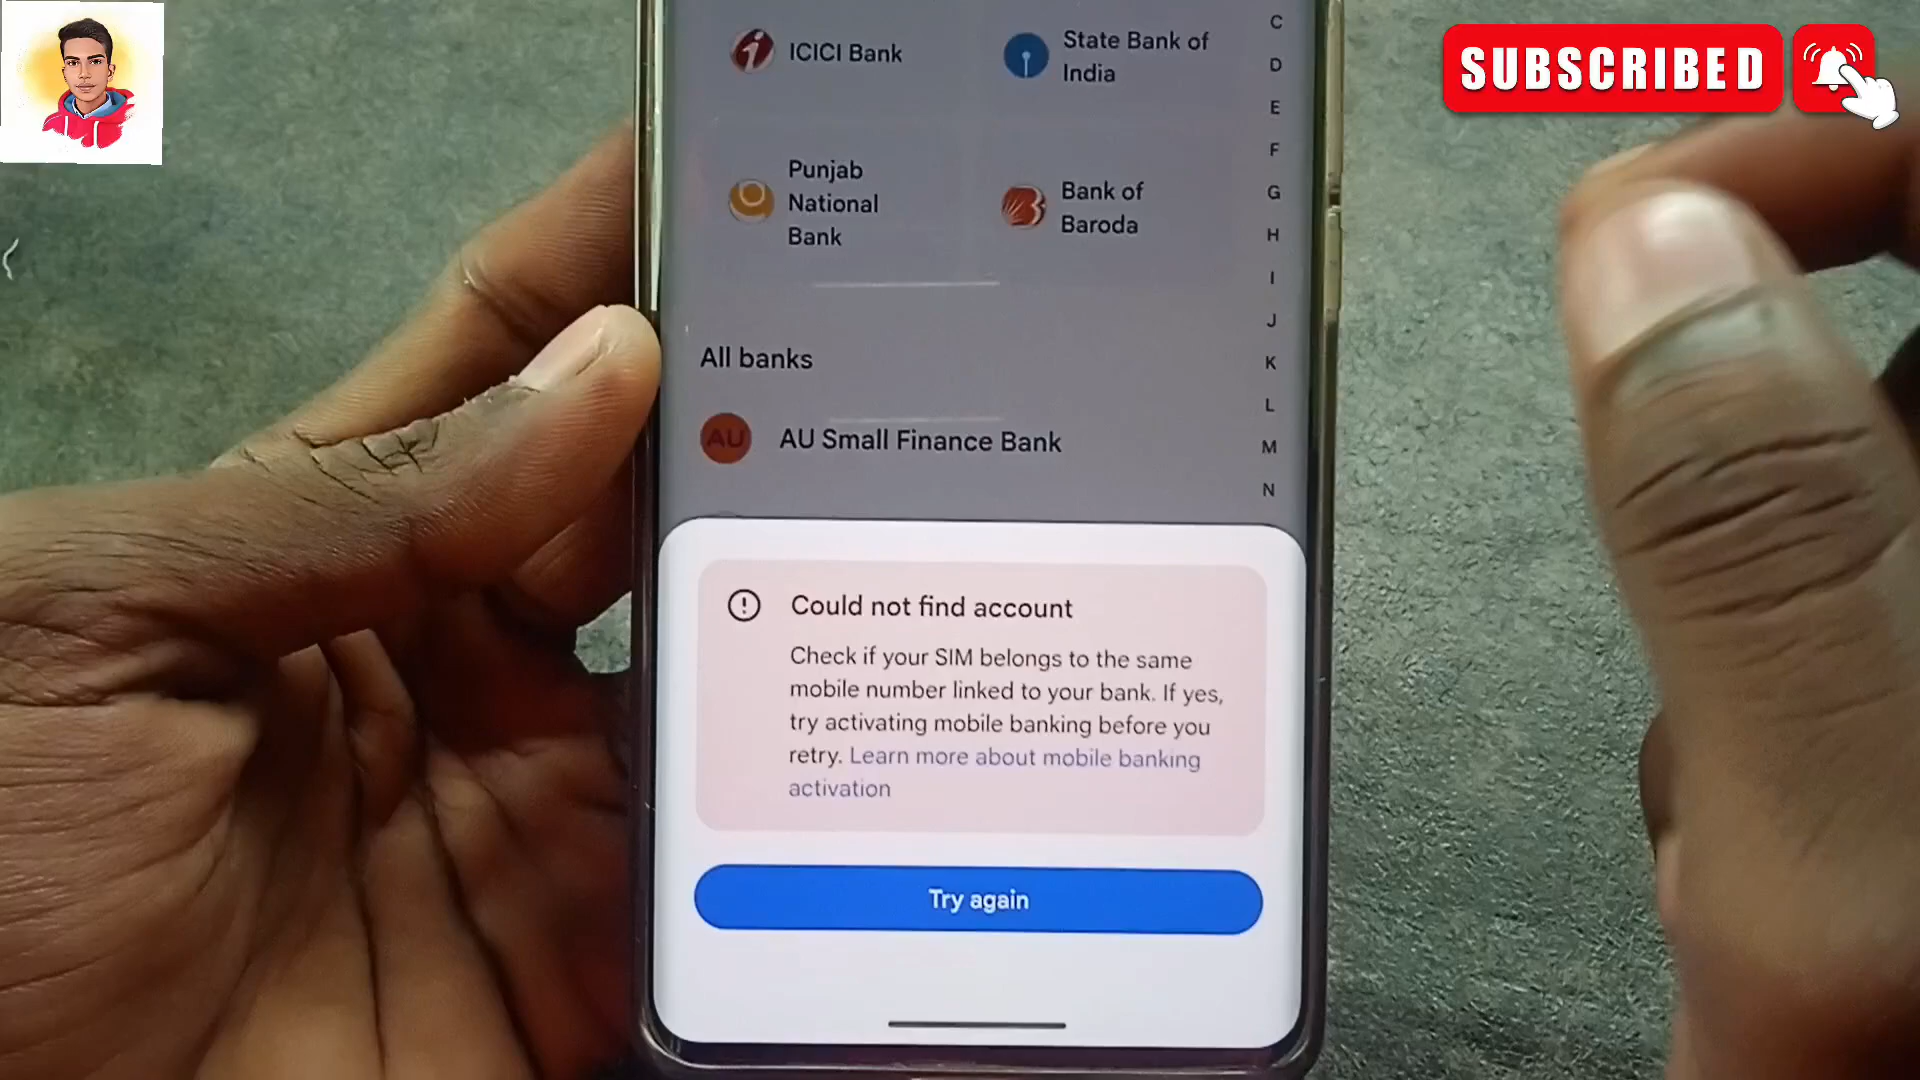 SUBSCRIBED
ICICI Bank
State Bank of
India
Punjab
National
Bank
Bank of
Baroda
All banks
AU
AU Small Finance Bank
C
D
E
F
G
H
I
J
K
L
M
N
Could not find account
Check if your SIM belongs to the same
mobile number linked to your bank. If yes,
try activating mobile banking before you
retry. Learn more about mobile banking
activation
Try again